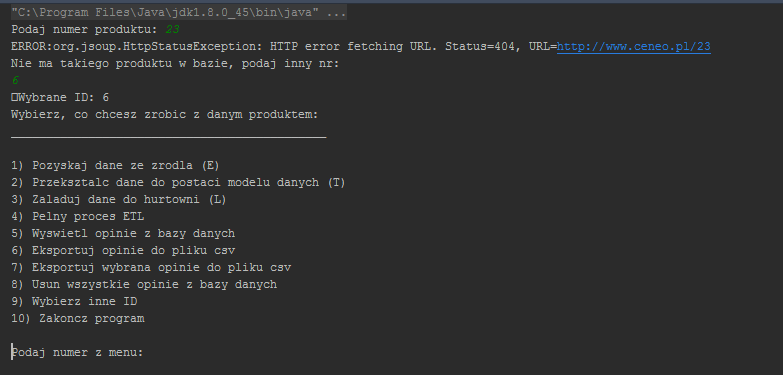 "C:\Program Files\Java\jdk1.8.0_45\bin\java" ...
Podaj numer produktu: 23
ERROR:org.jsoup.HttpStatusException: HTTP error fetching URL. Status=404, URL=http://www.ceneo.pl/23
Nie ma takiego produktu w bazie, podaj inny nr:
6
□Wybrane ID: 6
Wybierz, co chcesz zrobic z danym produktem:
_____________________________________________
1) Pozyskaj dane ze zrodla (E)
2) Przeksztalc dane do postaci modelu danych (T)
3) Zaladuj dane do hurtowni (L)
4) Pelny proces ETL
5) Wyswietl opinie z bazy danych
6) Eksportuj opinie do pliku csv
7) Eksportuj wybrana opinie do pliku csv
8) Usun wszystkie opinie z bazy danych
9) Wybierz inne ID
10) Zakoncz program
Podaj numer z menu: